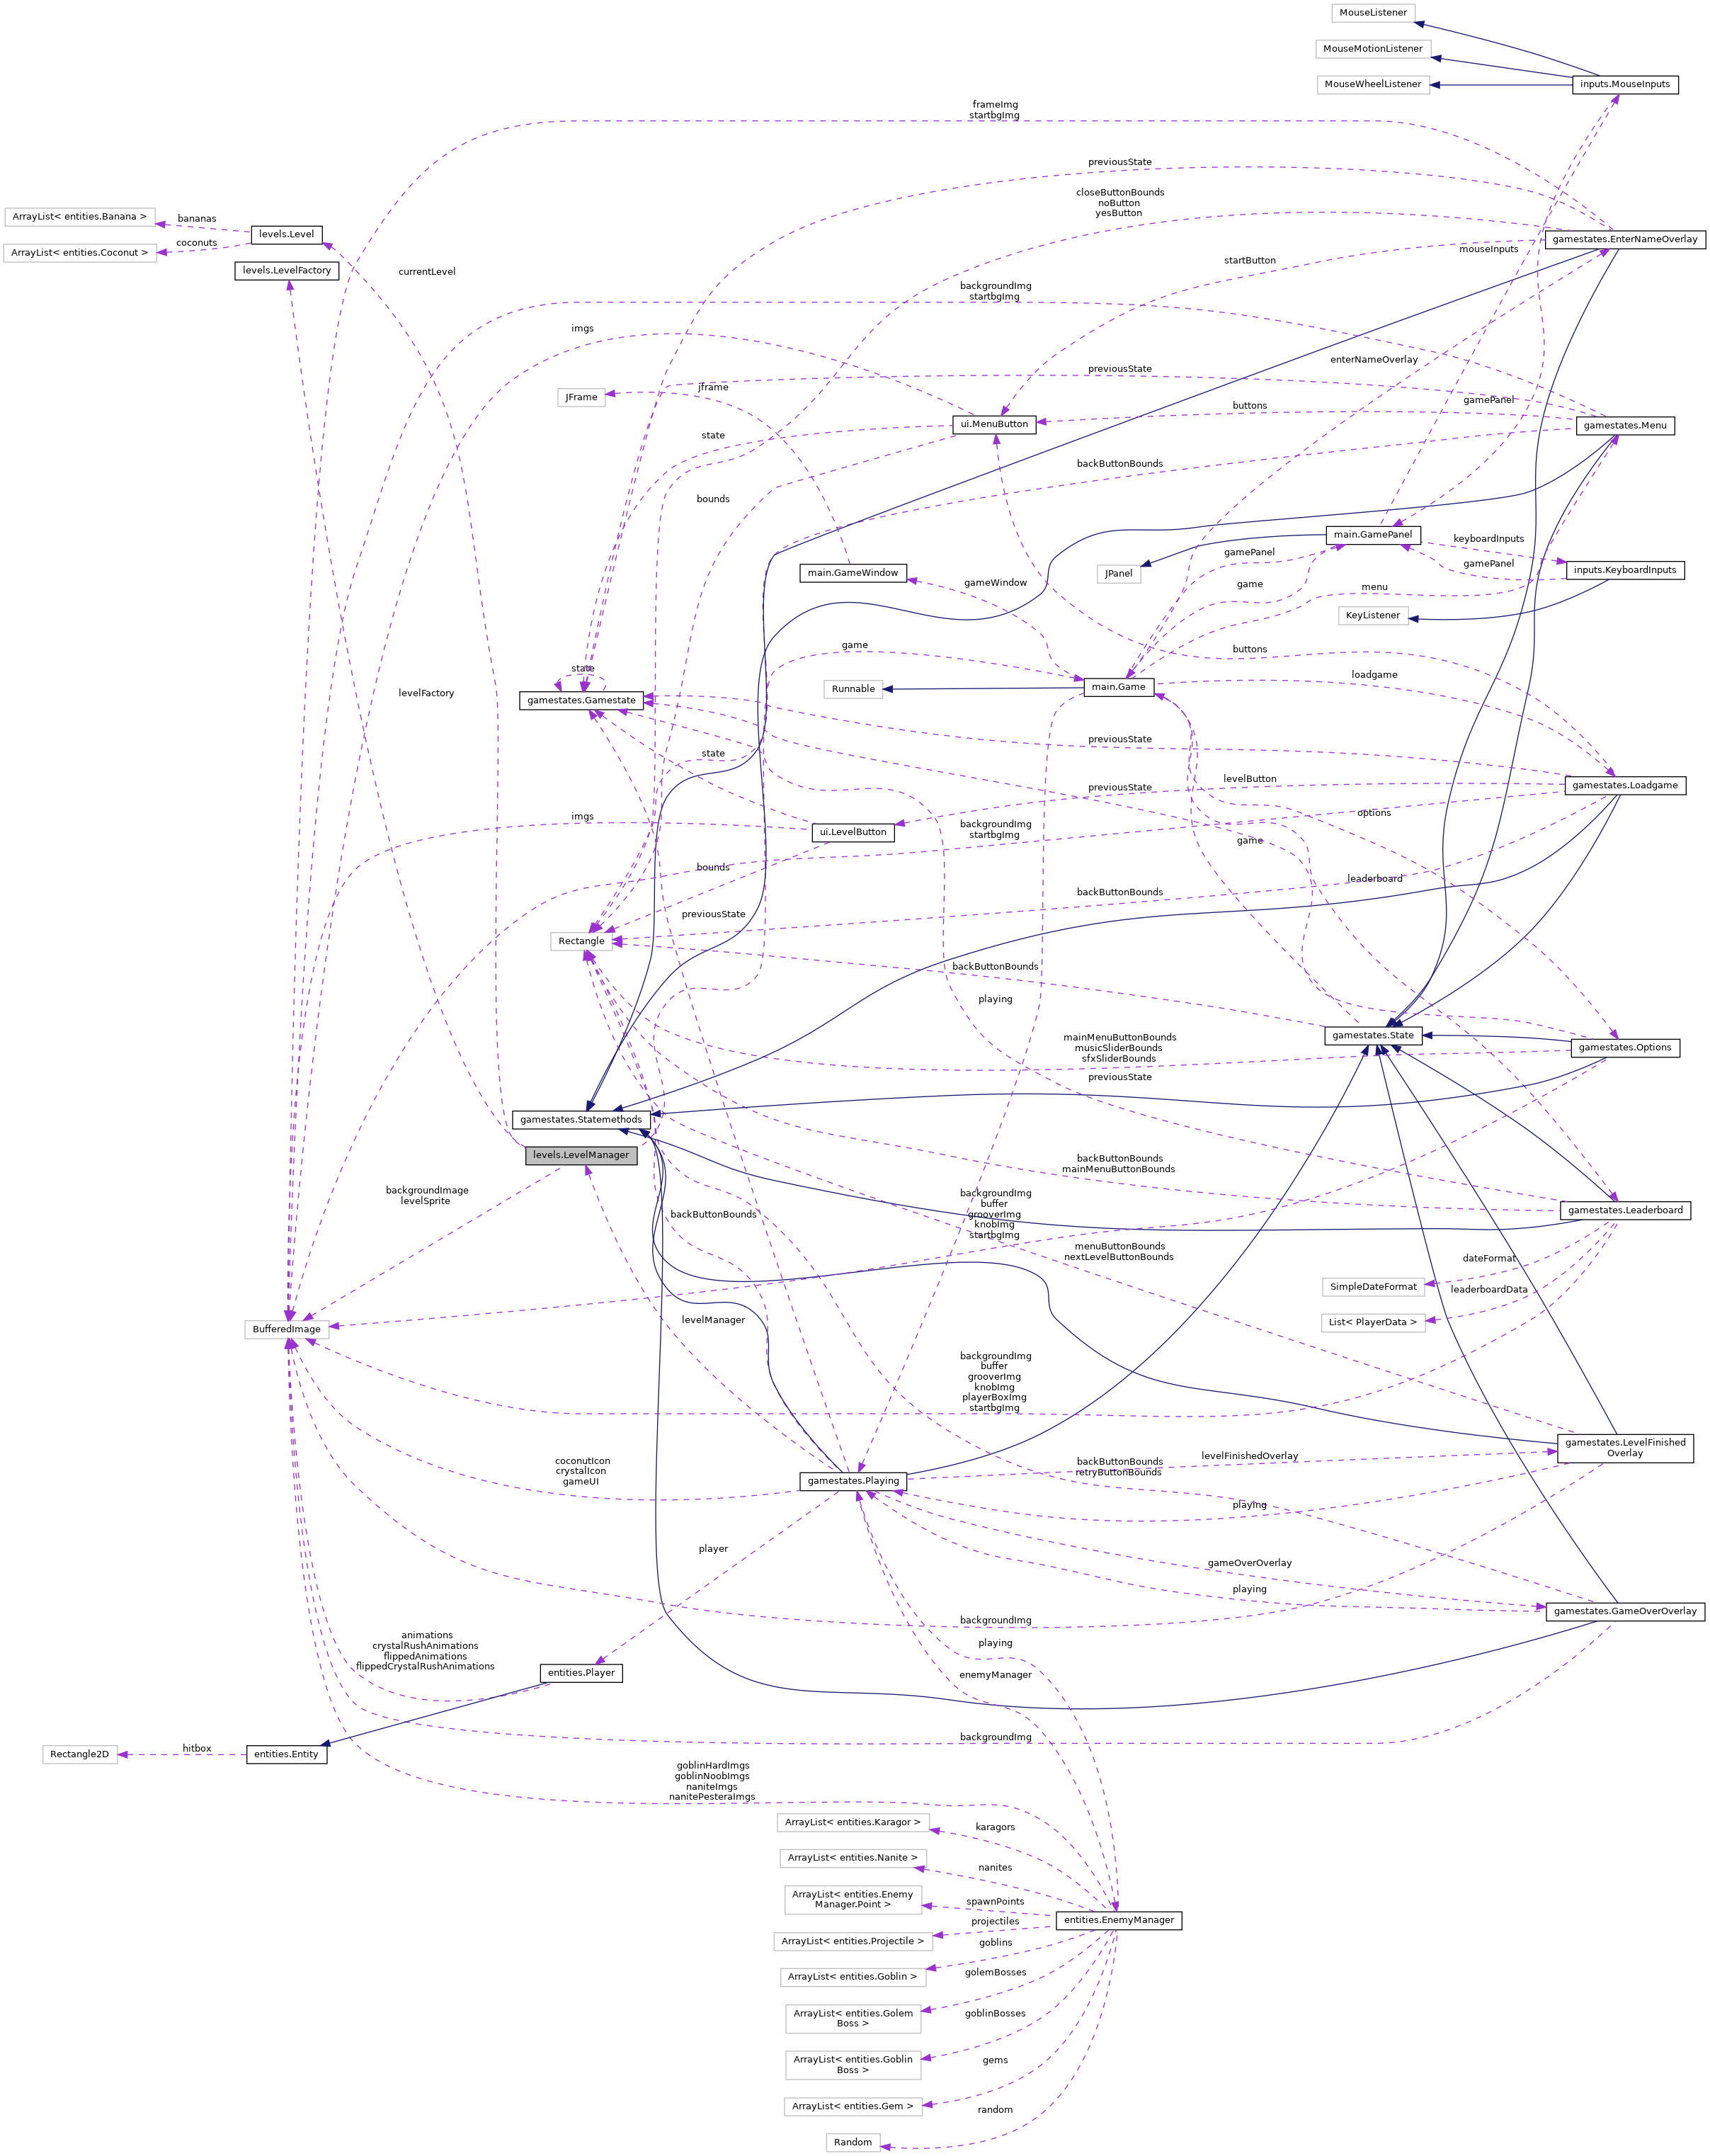 MouseListener
MouseMotionListener
MouseWheelListener
inputs.MouseInputs
frameImg
startbgImg
previousState
closeButtonBounds
noButton
yesButton
ArrayList< entities.Banana >
bananas
levels.Level
coconuts
ArrayList< entities.Coconut >
gamestates.EnterNameOverlay
mouseInputs
startButton
levels.LevelFactory
currentLevel
backgroundImg
startbgImg
imgs
enterNameOverlay
previousState
jframe
JFrame
gamePanel
buttons
ui.MenuButton
gamestates.Menu
state
backButtonBounds
bounds
main.GamePanel
keyboardInputs
gamePanel
gamePanel
inputs.KeyboardInputs
main.GameWindow
JPanel
gameWindow
game
menu
KeyListener
game
buttons
state
loadgame
Runnable
main.Game
levelFactory
gamestates.Gamestate
previousState
state
levelButton
previousState
gamestates.Loadgame
imgs
options
backgroundImg
startbgImg
ui.LevelButton
game
bounds
leaderboard
backButtonBounds
previousState
Rectangle
backButtonBounds
playing
gamestates.State
mainMenuButtonBounds
musicSliderBounds
sfxSliderBounds
gamestates.Options
previousState
gamestates.Statemethods
levels.LevelManager
backButtonBounds
mainMenuButtonBounds
backgroundImage
levelSprite
backgroundImg
buffer
grooverImg
knobImg
startbgImg
backButtonBounds
gamestates.Leaderboard
menuButtonBounds
nextLevelButtonBounds
dateFormat
SimpleDateFormat
leaderboardData
List< PlayerData >
BufferedImage
levelManager
backgroundImg
buffer
grooverImg
knobImg
playerBoxImg
startbgImg
gamestates.LevelFinished
Overlay
levelFinishedOverlay
coconutIcon
crystalIcon
gameUI
gamestates.Playing
backButtonBounds
retryButtonBounds
playing
player
gameOverOverlay
playing
gamestates.GameOverOverlay
backgroundImg
animations
crystalRushAnimations
flippedAnimations
flippedCrystalRushAnimations
playing
entities.Player
enemyManager
backgroundImg
Rectangle2D
hitbox
entities.Entity
goblinHardImgs
goblinNoobImgs
naniteImgs
nanitePesteraImgs
ArrayList< entities.Karagor >
karagors
ArrayList< entities.Nanite >
nanites
ArrayList< entities.Enemy
Manager.Point >
spawnPoints
entities.EnemyManager
projectiles
ArrayList< entities.Projectile >
goblins
ArrayList< entities.Goblin >
golemBosses
ArrayList< entities.Golem
Boss >
goblinBosses
ArrayList< entities.Goblin
Boss >
gems
ArrayList< entities.Gem >
random
Random